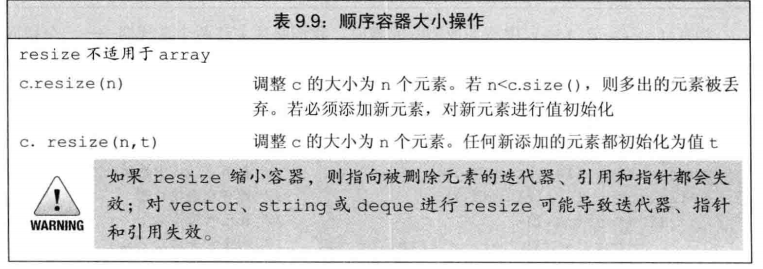 表 9.9：顺序容器大小操作
resize 不适用于 array
c.resize(n) 调整 c 的大小为 n 个元素。若 n<c.size()，则多出的元素被丢
弃。若必须添加新元素，对新元素进行值初始化
c. resize(n,t) 调整 c 的大小为 n 个元素。任何新添加的元素都初始化为值 t
如果 resize 缩小容器，则指向被删除元素的迭代器、引用和指针都会失
效；对 vector、string 或 deque 进行 resize 可能导致迭代器、指针
和引用失效。
WARNING